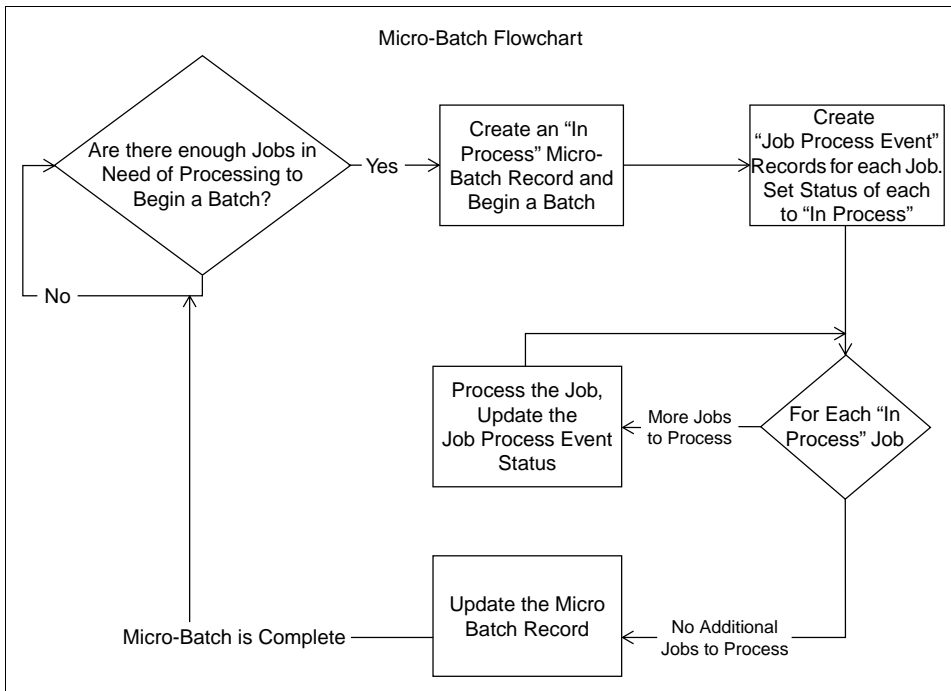 Micro-Batch Flowchart
Are there enough Jobs in
Need of Processing to
Begin a Batch?
Yes
Create an “In
Process” Micro-
Batch Record and
Begin a Batch
Create
“Job Process Event”
Records for each Job.
Set Status of each
to “In Process”
No
Process the Job,
Update the
Job Process Event
Status
More Jobs
to Process
For Each “In
Process” Job
Update the Micro
Batch Record
No Additional
Jobs to Process
Micro-Batch is Complete